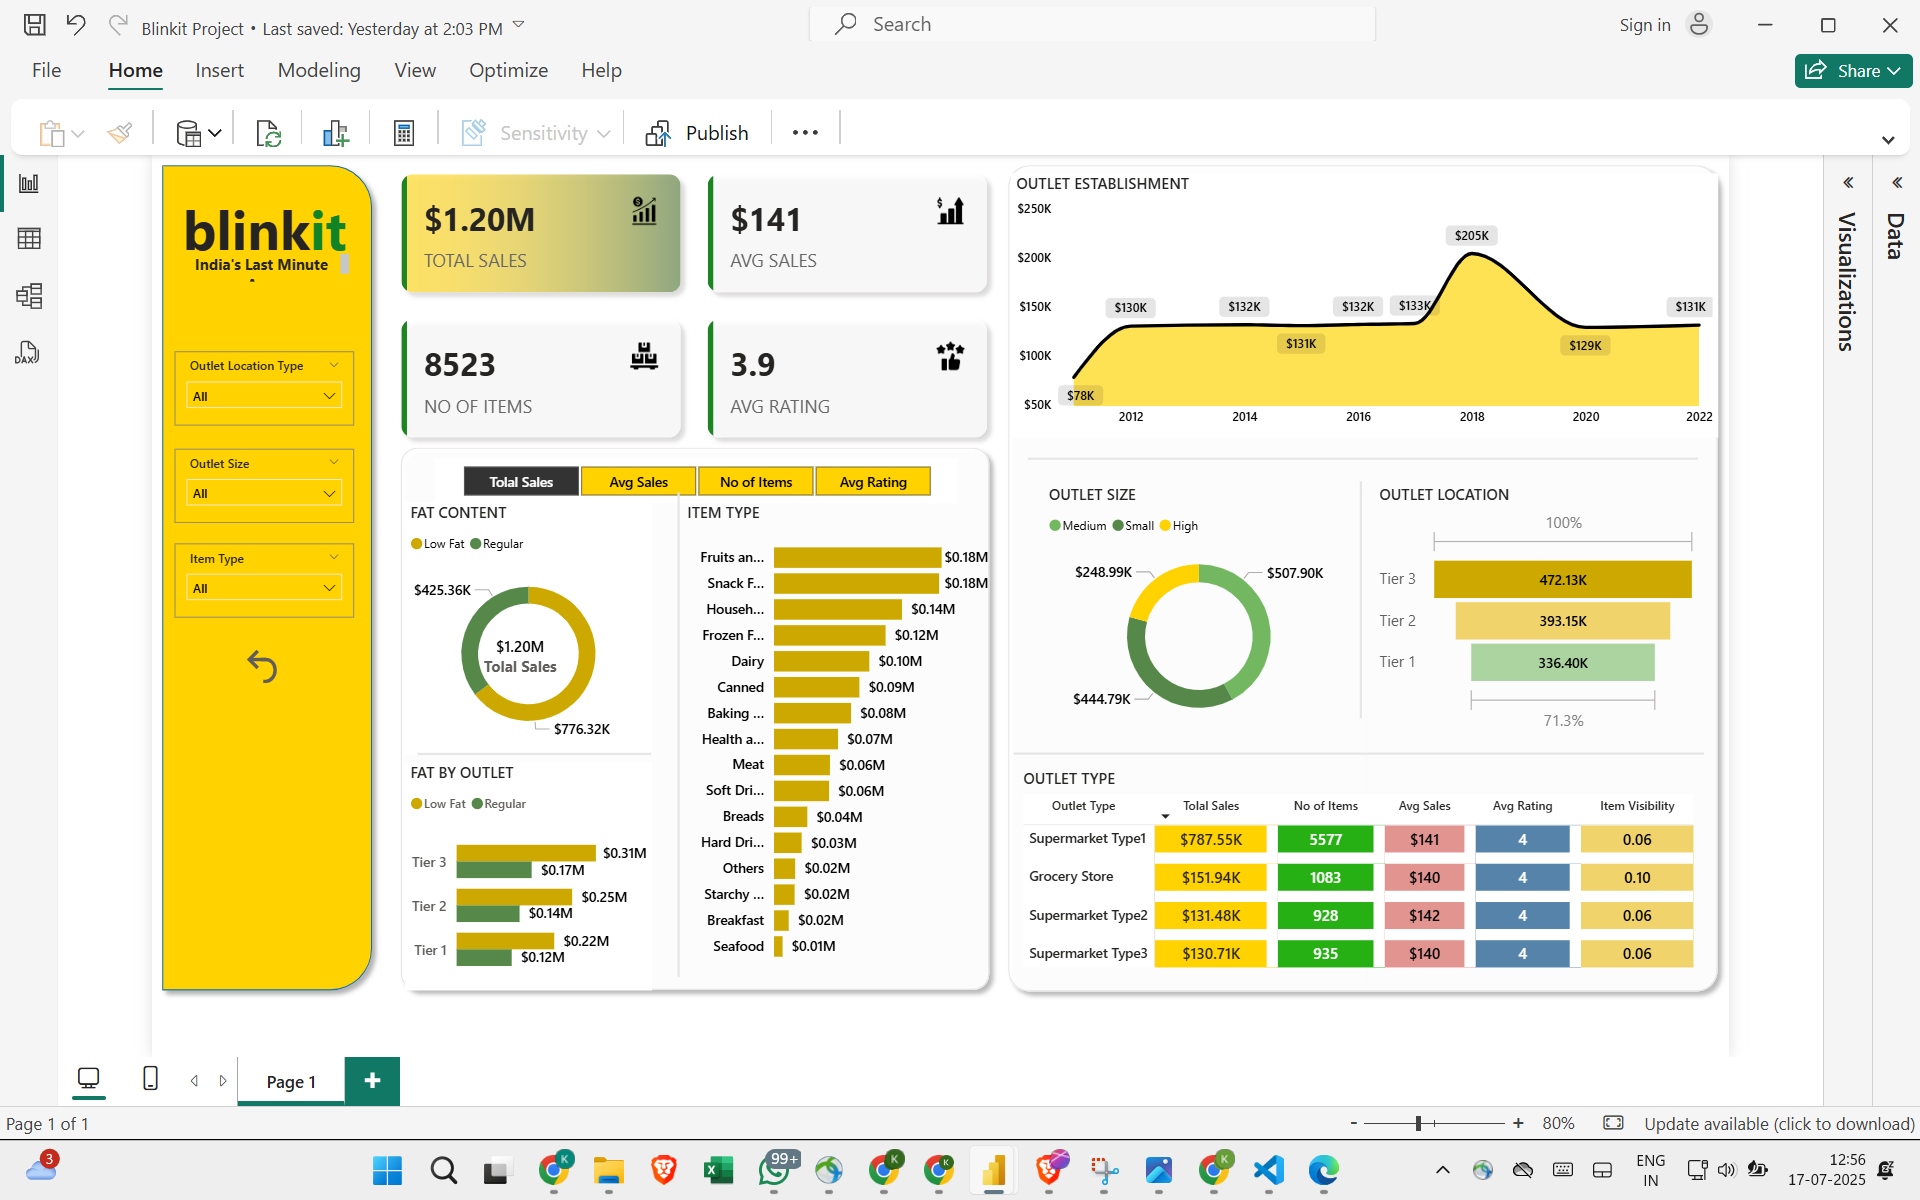 Blinkit Project • Last saved: Yesterday at 2:03 PM
Search
Sign in
File
Home
Insert
Modeling
View
Optimize
Help
Share
Sensitivity
Publish
blinkit
India's Last Minute
Outlet Location Type
All
Outlet Size
All
Item Type
All
$1.20M
TOTAL SALES
$141
AVG SALES
8523
NO OF ITEMS
3.9
AVG RATING
Total Sales
Avg Sales
No of Items
Avg Rating
FAT CONTENT
Low Fat
Regular
$425.36K
$1.20M
Total Sales
$776.32K
FAT BY OUTLET
Low Fat
Regular
Tier 3
$0.31M
$0.17M
Tier 2
$0.25M
$0.14M
Tier 1
$0.22M
$0.12M
ITEM TYPE
Fruits an... $0.18M
Snack F... $0.18M
Househ... $0.14M
Frozen F... $0.12M
Dairy $0.10M
Canned $0.09M
Baking ... $0.08M
Health a... $0.07M
Meat $0.06M
Soft Dri... $0.06M
Breads $0.04M
Hard Dri... $0.03M
Others $0.02M
Starchy ... $0.02M
Breakfast $0.02M
Seafood $0.01M
OUTLET ESTABLISHMENT
$250K
$200K
$150K
$100K
$50K
$78K
$130K
$132K
$131K
$132K
$133K
$205K
$129K
$131K
2012 2014 2016 2018 2020 2022
OUTLET SIZE
Medium Small High
$248.99K
$507.90K
$444.79K
OUTLET LOCATION
100%
Tier 3 472.13K
Tier 2 393.15K
Tier 1 336.40K
71.3%
OUTLET TYPE
Outlet Type Total Sales No of Items Avg Sales Avg Rating Item Visibility
Supermarket Type1 $787.55K 5577 $141 4 0.06
Grocery Store $151.94K 1083 $140 4 0.10
Supermarket Type2 $131.48K 928 $142 4 0.06
Supermarket Type3 $130.71K 935 $140 4 0.06
Visualizations
Data
Page 1
Page 1 of 1
- + 80%
Update available (click to download)
3
99+
K
K
K
K
DAX
ENG
IN
12:56
17-07-2025